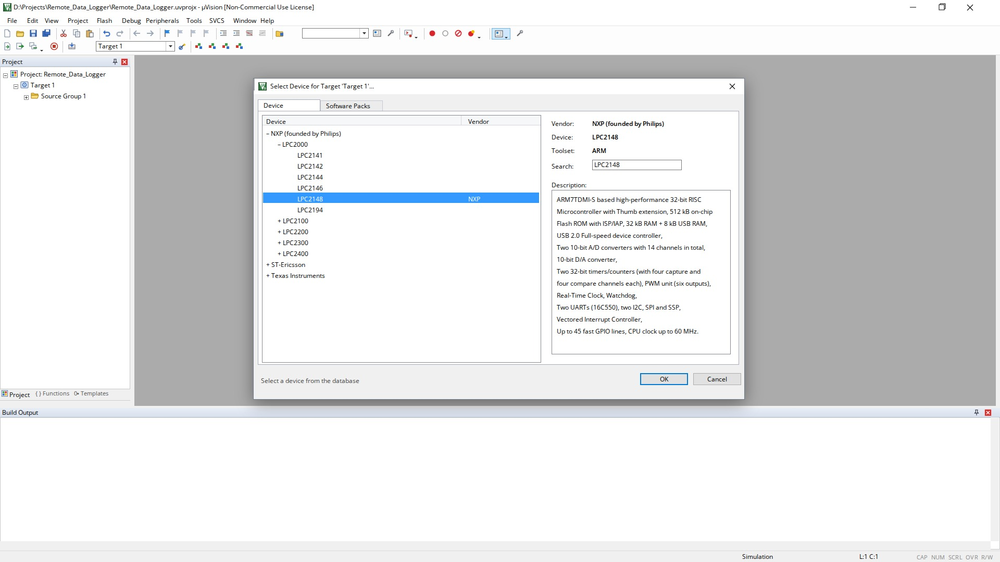 D:\Projects\Remote_Data_Logger\Remote_Data_Logger.uvprojx - µVision [Non-Commercial Use License]
File Edit View Project Flash Debug Peripherals Tools SVCS Window Help
Target 1
Project
Project: Remote_Data_Logger
Target 1
Source Group 1
Project { } Functions 0• Templates
Select Device for Target 'Target 1'...
Device Software Packs
Device Vendor
– NXP (founded by Philips)
– LPC2000
LPC2141
LPC2142
LPC2144
LPC2146
LPC2148 NXP
LPC2194
+ LPC2100
+ LPC2200
+ LPC2300
+ LPC2400
+ ST-Ericsson
+ Texas Instruments
Vendor: NXP (founded by Philips)
Device: LPC2148
Toolset: ARM
Search: LPC2148
Description:
ARM7TDMI-S based high-performance 32-bit RISC
Microcontroller with Thumb extension, 512 kB on-chip
Flash ROM with ISP/IAP, 32 kB RAM + 8 kB USB RAM,
USB 2.0 Full-speed device controller,
Two 10-bit A/D converters with 14 channels in total,
10-bit D/A converter,
Two 32-bit timers/counters (with four capture and
four compare channels each), PWM unit (six outputs),
Real-Time Clock, Watchdog,
Two UARTs (16C550), two I2C, SPI and SSP,
Vectored Interrupt Controller,
Up to 45 fast GPIO lines, CPU clock up to 60 MHz.
Select a device from the database
OK Cancel
Build Output
Simulation L:1 C:1 CAP NUM SCRL OVR R/W